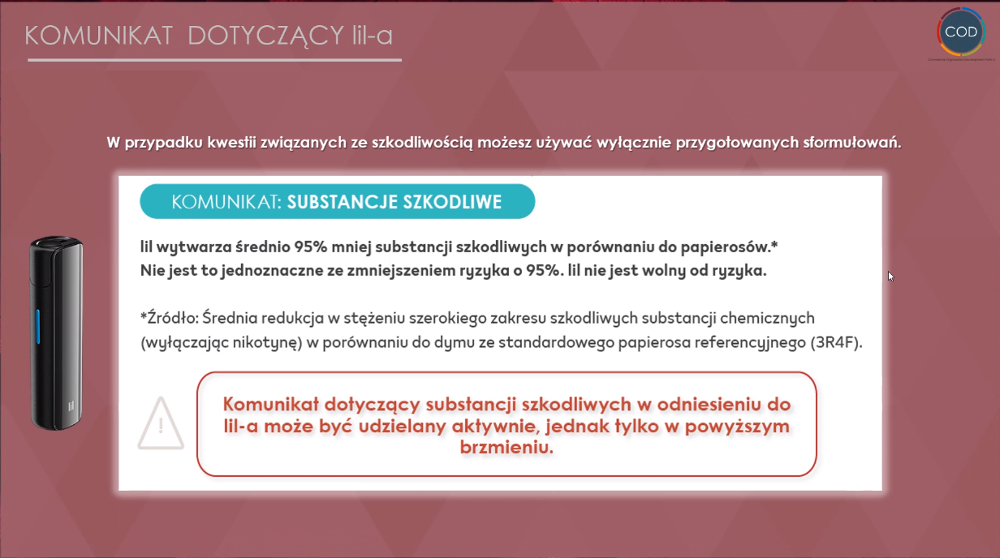 KOMUNIKAT DOTYCZĄCY lil-a
COD
W przypadku kwestii związanych ze szkodliwością możesz używać wyłącznie przygotowanych sformułowań.
KOMUNIKAT: SUBSTANCJE SZKODLIWE
lil wytwarza średnio 95% mniej substancji szkodliwych w porównaniu do papierosów.*
Nie jest to jednoznaczne ze zmniejszeniem ryzyka o 95%. lil nie jest wolny od ryzyka.
*Źródło: Średnia redukcja w stężeniu szerokiego zakresu szkodliwych substancji chemicznych
(wyłączając nikotynę) w porównaniu do dymu ze standardowego papierosa referencyjnego (3R4F).
lil
!
Komunikat dotyczący substancji szkodliwych w odniesieniu do
lil-a może być udzielany aktywnie, jednak tylko w powyższym
brzmieniu.